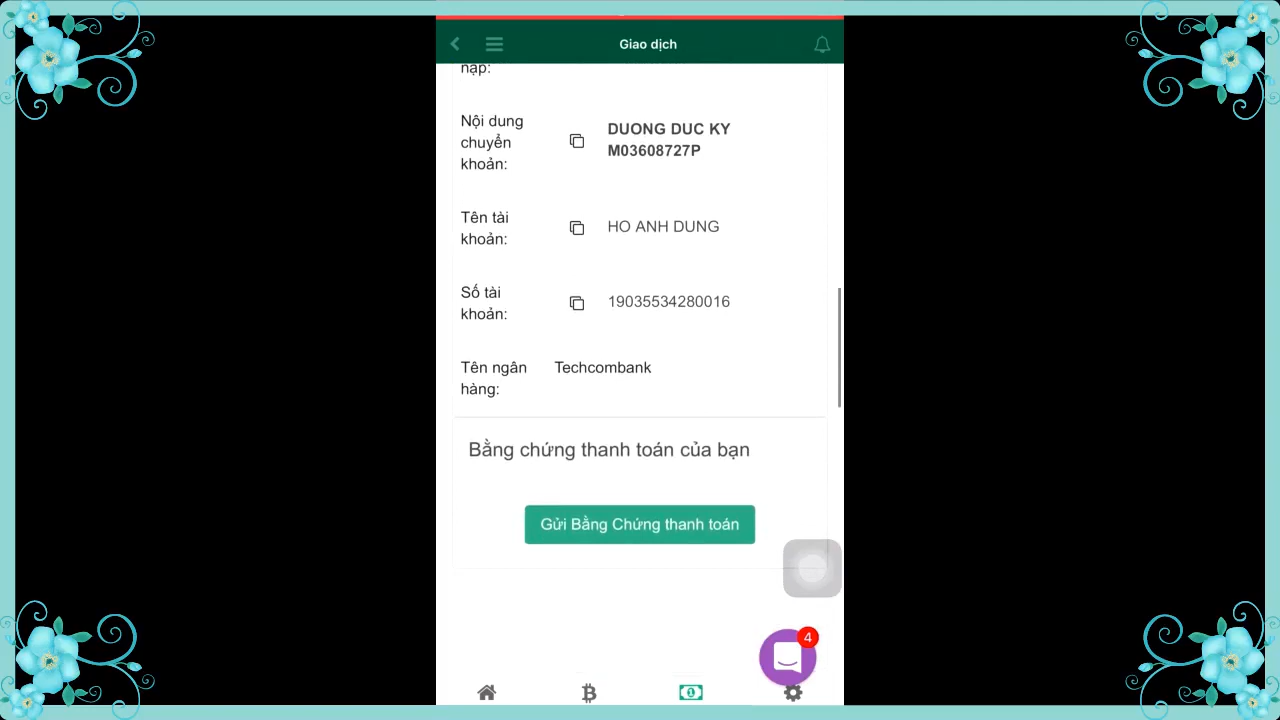 Giao dịch
nạp:
Nội dung
chuyển
khoản:
DUONG DUC KY
M03608727P
Tên tài
khoản:
HO ANH DUNG
Số tài
khoản:
19035534280016
Tên ngân
hàng:
Techcombank
Bằng chứng thanh toán của bạn
Gửi Bằng Chứng thanh toán
4